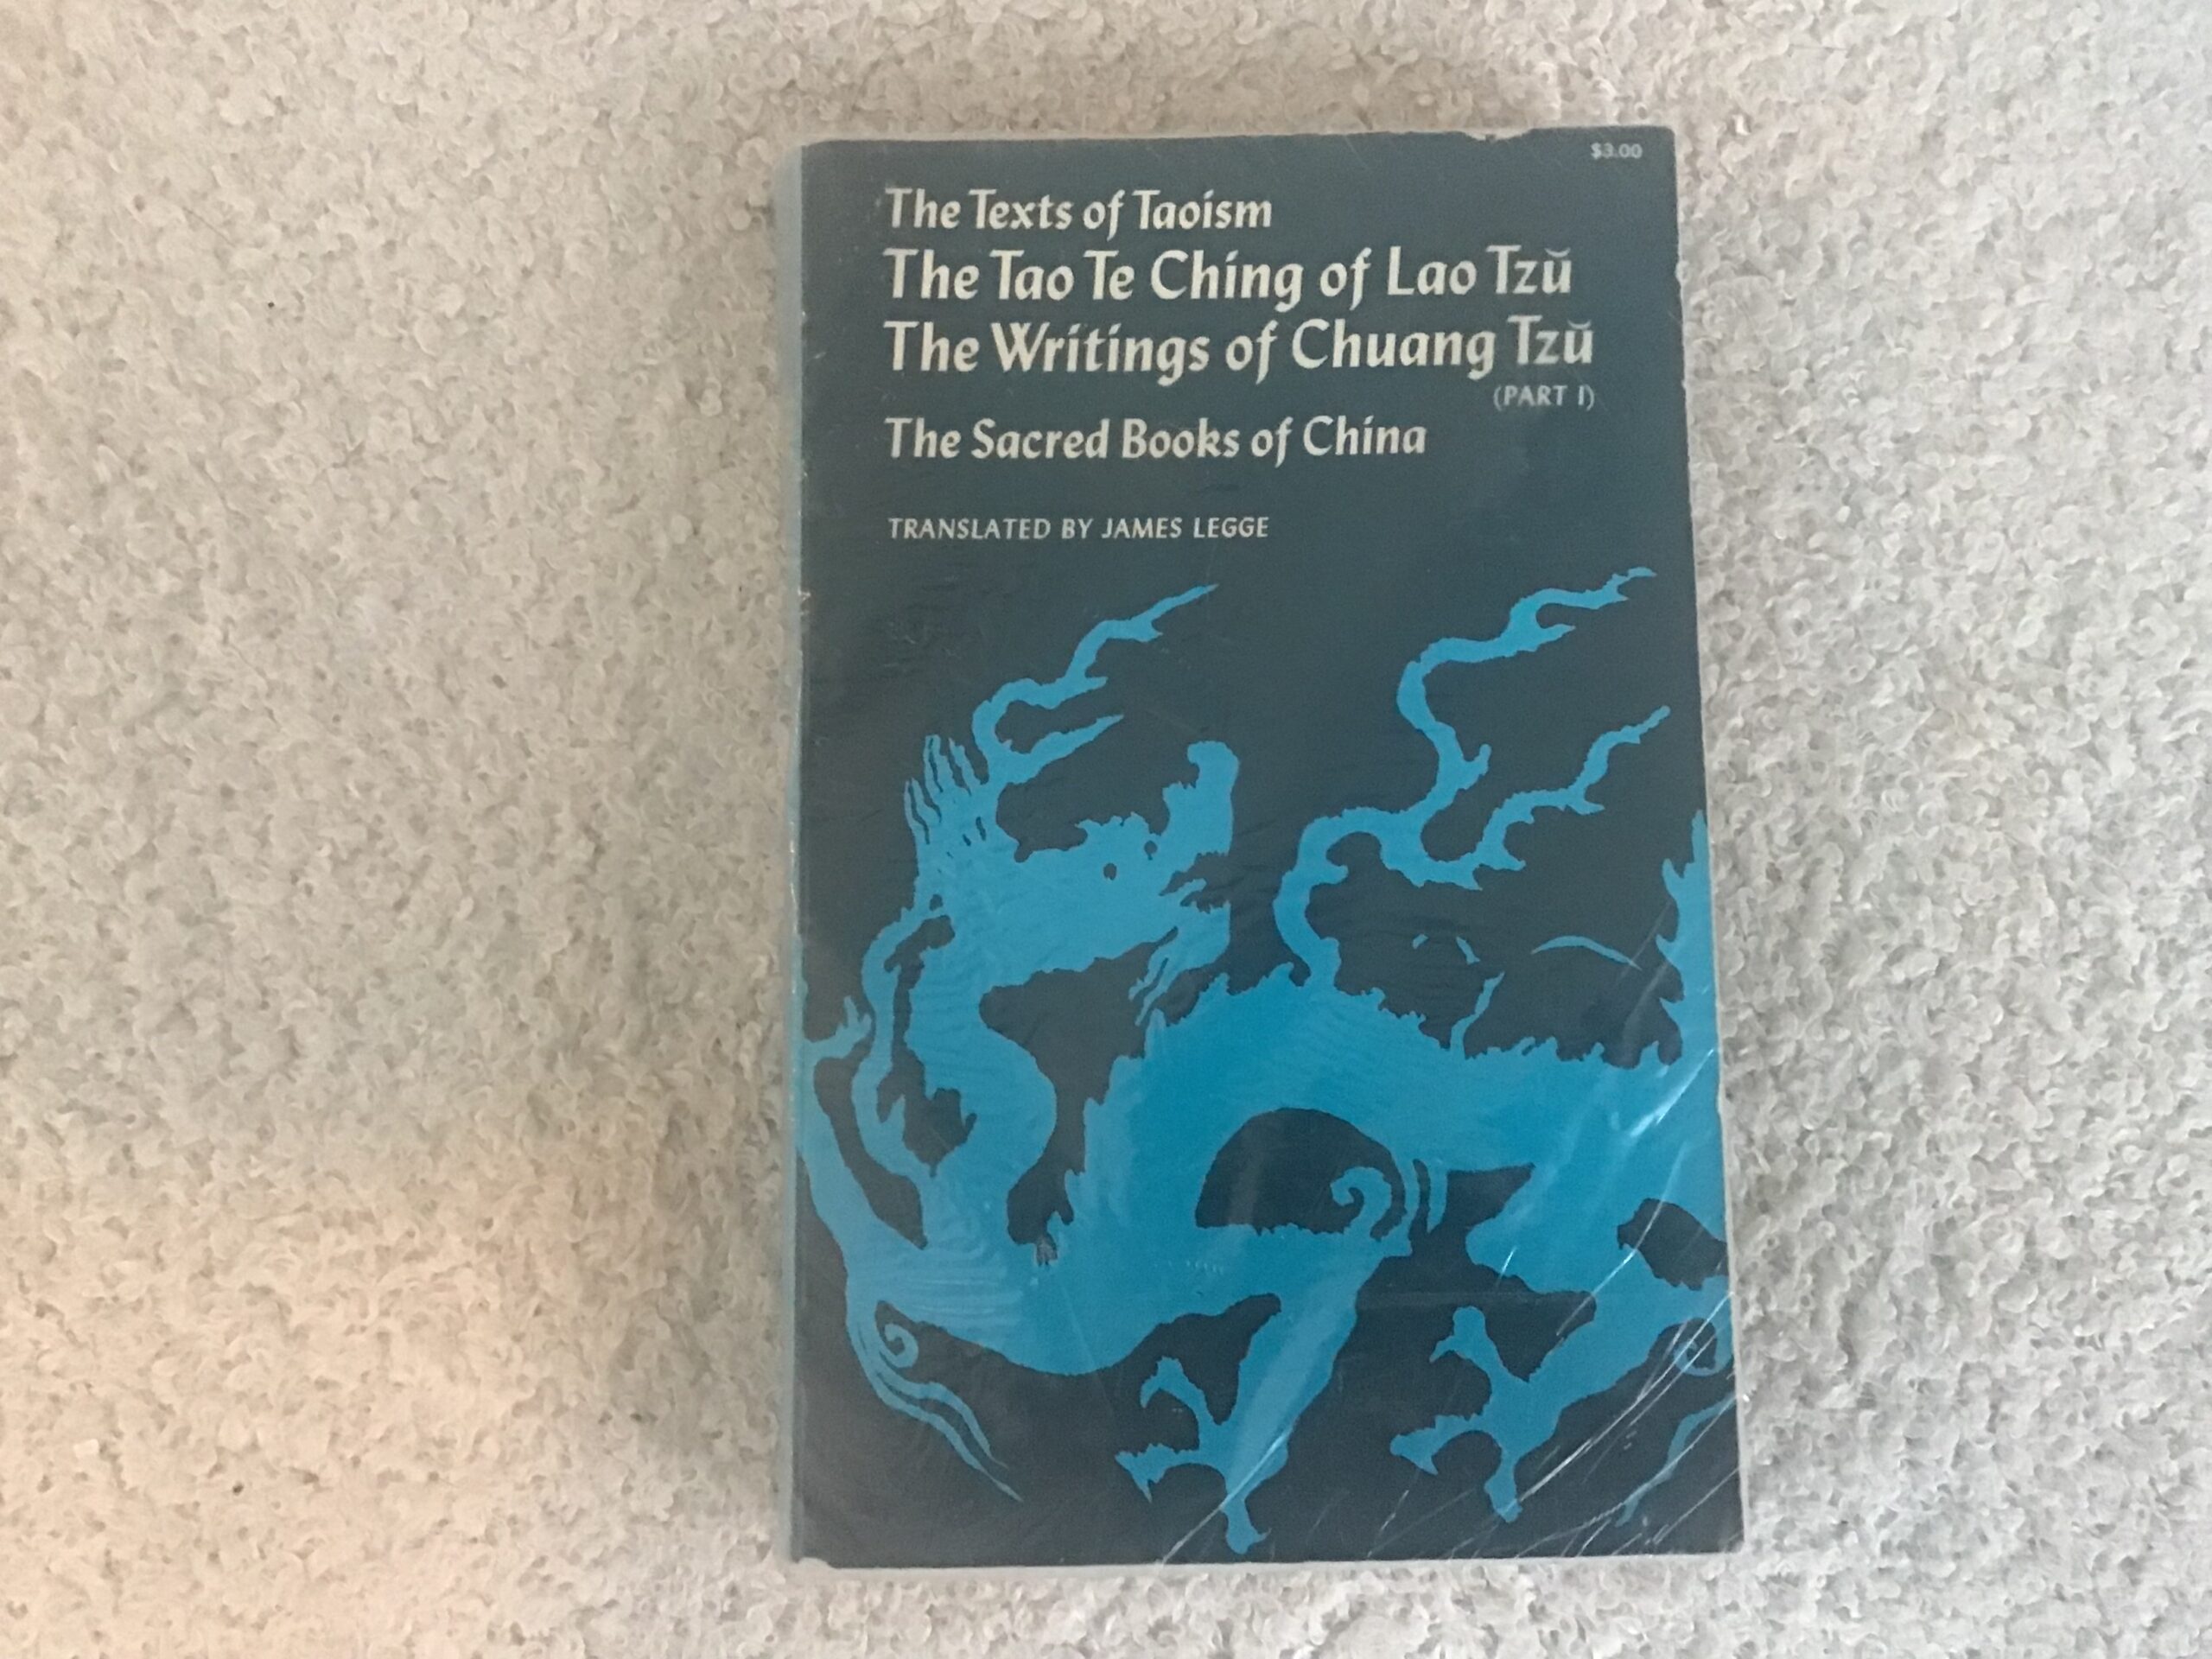 $3.00
The Texts of Taoism
The Tao Te Ching of Lao Tzŭ
The Writings of Chuang Tzŭ
(PART I)
The Sacred Books of China
TRANSLATED BY JAMES LEGGE